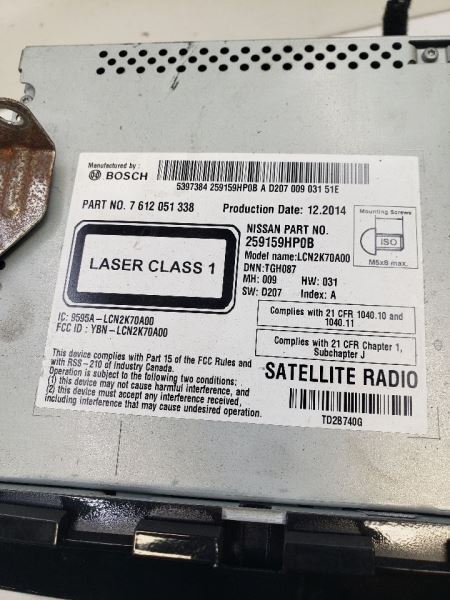 Manufactured by :
BOSCH
5397384 259159HP0B A D207 009 031 51E
PART NO. 7 612 051 338
Production Date: 12.2014
Mounting Screws
ISO
M5x8 max.
LASER CLASS 1
NISSAN PART NO.
259159HP0B
Model name:LCN2K70A00
DNN:TGH087
MH: 009 HW: 031
SW: D207 Index: A
Complies with 21 CFR 1040.10 and
1040.11
Complies with 21 CFR Chapter 1,
Subchapter J
IC: 9595A-LCN2K70A00
FCC ID : YBN-LCN2K70A00
This device complies with Part 15 of the FCC Rules and
with RSS-210 of industry Canada.
Operation is subject to the following two conditions;
(1) this device may not cause harmful interference, and
(2) this device must accept any interference received,
including interference that may cause undesired operation.
SATELLITE RADIO
TD2B740G